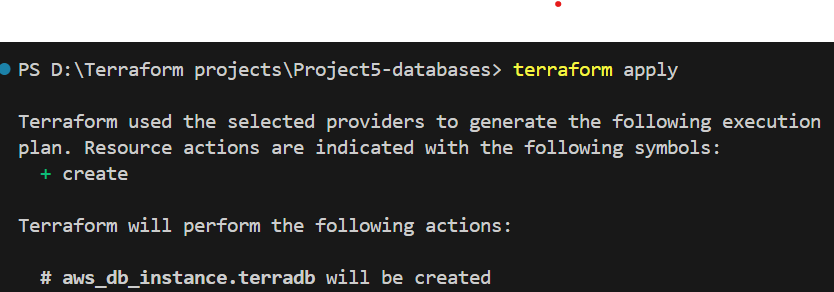 PS D:\Terraform projects\Project5-databases> terraform apply
Terraform used the selected providers to generate the following execution
plan. Resource actions are indicated with the following symbols:
+ create
Terraform will perform the following actions:
# aws_db_instance.terradb will be created